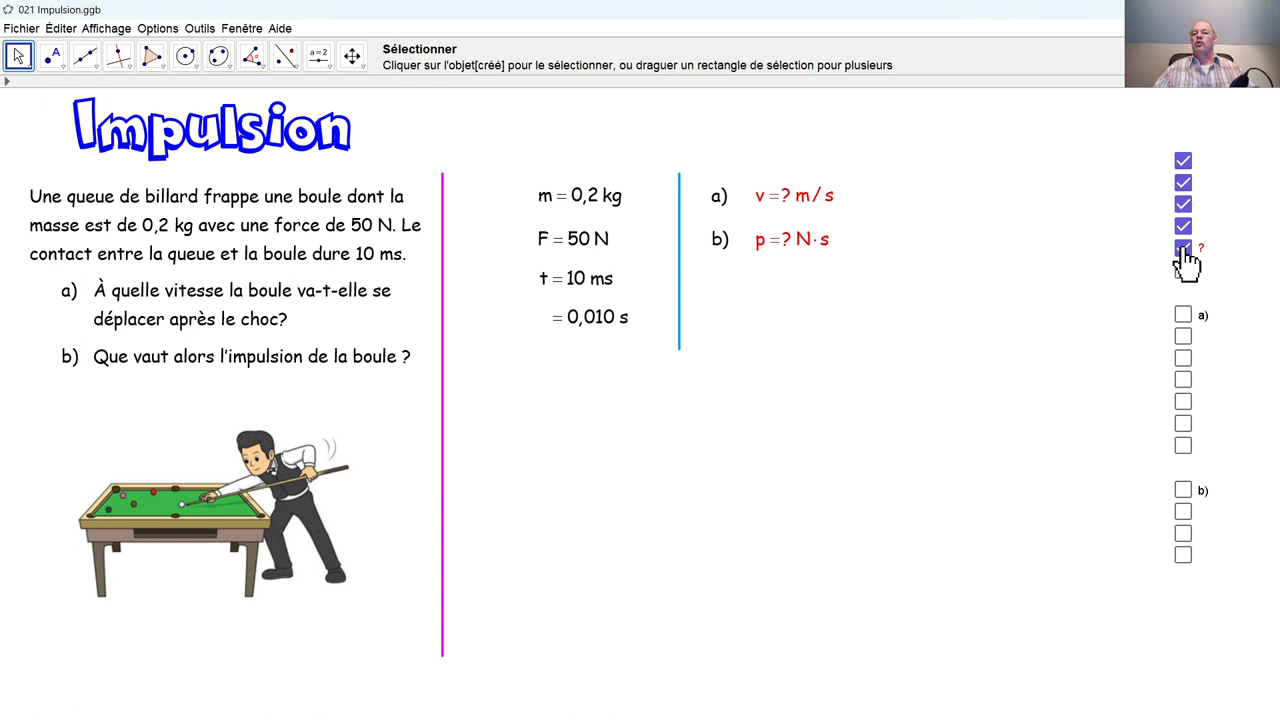 021 Impulsion.ggb
Fichier Éditer Affichage Options Outils Fenêtre Aide
A
a=2
Sélectionner
Cliquer sur l'objet[créé] pour le sélectionner, ou draguer un rectangle de sélection pour plusieurs
Impulsion
Une queue de billard frappe une boule dont la
masse est de 0,2 kg avec une force de 50 N. Le
contact entre la queue et la boule dure 10 ms.
a) À quelle vitesse la boule va-t-elle se
déplacer après le choc?
b) Que vaut alors l'impulsion de la boule ?
m = 0,2 kg
F = 50 N
t = 10 ms
= 0,010 s
a) v =? m/s
b) p =? N·s
?
a)
b)